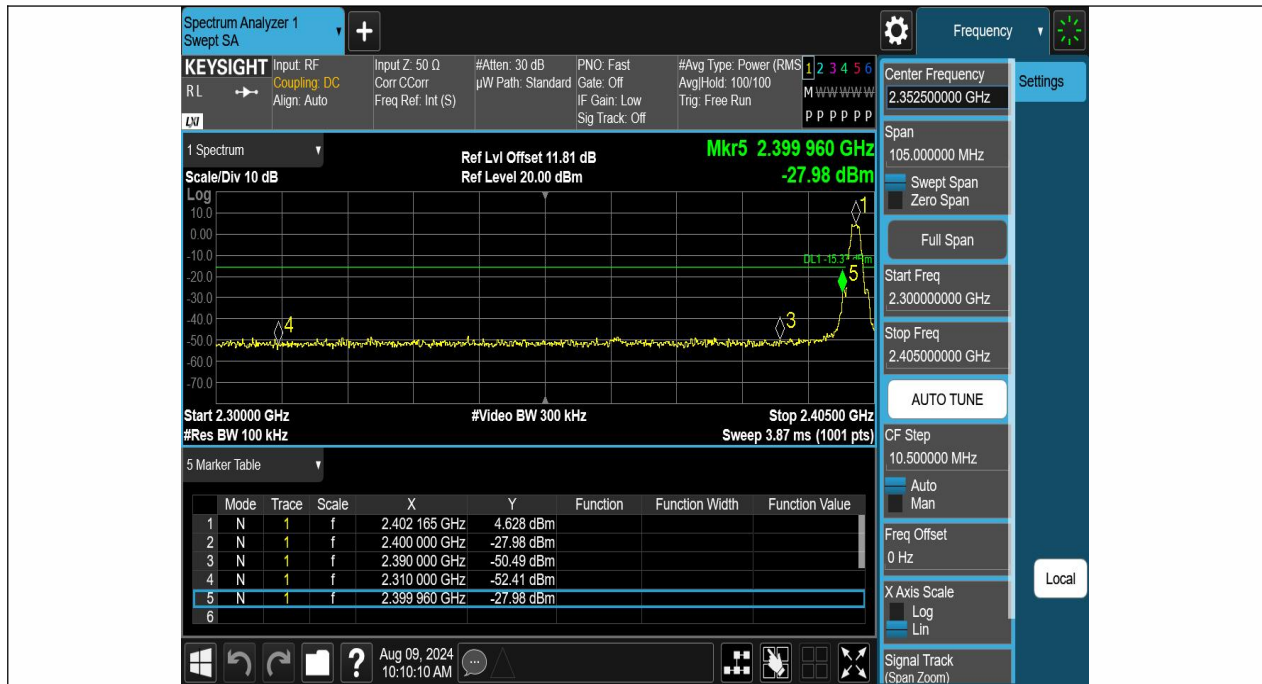 Spectrum Analyzer 1
Swept SA
+
Frequency
KEYSIGHT
RL
LXI
Input: RF
Coupling: DC
Align: Auto
Input Z: 50 Ω
Corr CCorr
Freq Ref: Int (S)
#Atten: 30 dB
µW Path: Standard
PNO: Fast
Gate: Off
IF Gain: Low
Sig Track: Off
#Avg Type: Power (RMS
Avg|Hold: 100/100
Trig: Free Run
1 2 3 4 5 6
M W W W W W
P P P P P P
1 Spectrum
Scale/Div 10 dB
Ref Lvl Offset 11.81 dB
Ref Level 20.00 dBm
Mkr5 2.399 960 GHz
-27.98 dBm
Log
10.0
0.00
-10.0
-20.0
-30.0
-40.0
-50.0
-60.0
-70.0
1
5
4
3
Start 2.30000 GHz
#Res BW 100 kHz
#Video BW 300 kHz
Stop 2.40500 GHz
Sweep 3.87 ms (1001 pts)
5 Marker Table
Mode Trace Scale X Y Function Function Width Function Value
1 N 1 f 2.402 165 GHz 4.628 dBm
2 N 1 f 2.400 000 GHz -27.98 dBm
3 N 1 f 2.390 000 GHz -50.49 dBm
4 N 1 f 2.310 000 GHz -52.41 dBm
5 N 1 f 2.399 960 GHz -27.98 dBm
6
?
Aug 09, 2024
10:10:10 AM
Center Frequency
2.352500000 GHz
Span
105.000000 MHz
Swept Span
Zero Span
Full Span
Start Freq
2.300000000 GHz
Stop Freq
2.405000000 GHz
AUTO TUNE
CF Step
10.500000 MHz
Auto
Man
Freq Offset
0 Hz
X Axis Scale
Log
Lin
Signal Track
(Span Zoom)
Settings
Local